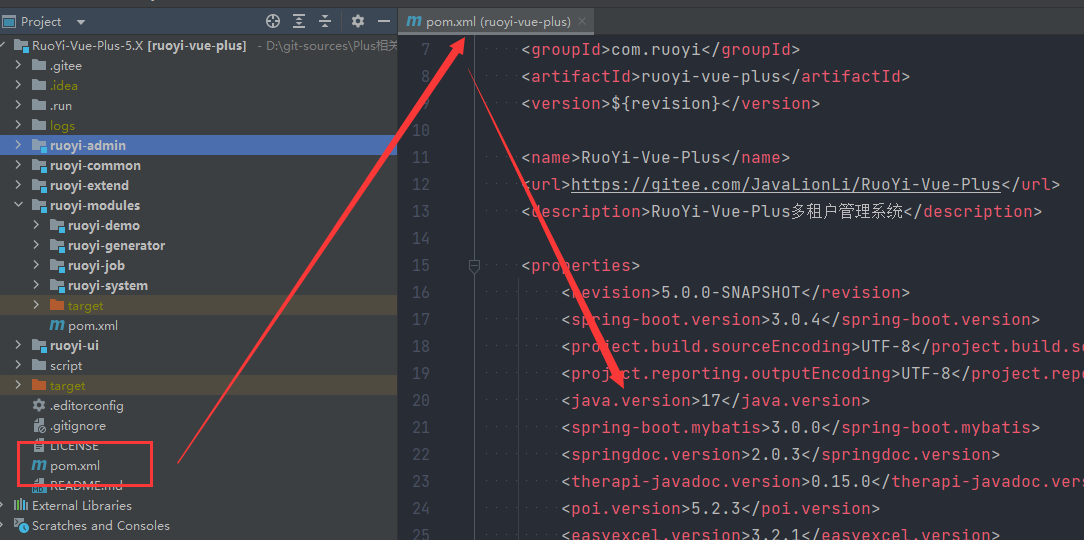 Project
RuoYi-Vue-Plus-5.X [ruoyi-vue-plus] - D:\git-sources\Plus相关
.gitee
.idea
.run
logs
ruoyi-admin
ruoyi-common
ruoyi-extend
ruoyi-modules
ruoyi-demo
ruoyi-generator
ruoyi-job
ruoyi-system
target
pom.xml
ruoyi-ui
script
target
.editorconfig
.gitignore
LICENSE
pom.xml
README.md
External Libraries
Scratches and Consoles
pom.xml (ruoyi-vue-plus)
7 <groupId>com.ruoyi</groupId>
8 <artifactId>ruoyi-vue-plus</artifactId>
9 <version>${revision}</version>
10
11 <name>RuoYi-Vue-Plus</name>
12 <url>https://gitee.com/JavaLionLi/RuoYi-Vue-Plus</url>
13 <description>RuoYi-Vue-Plus多租户管理系统</description>
14
15 <properties>
16 <revision>5.0.0-SNAPSHOT</revision>
17 <spring-boot.version>3.0.4</spring-boot.version>
18 <project.build.sourceEncoding>UTF-8</project.build.so
19 <project.reporting.outputEncoding>UTF-8</project.repo
20 <java.version>17</java.version>
21 <spring-boot.mybatis>3.0.0</spring-boot.mybatis>
22 <springdoc.version>2.0.3</springdoc.version>
23 <therapi-javadoc.version>0.15.0</therapi-javadoc.vers
24 <poi.version>5.2.3</poi.version>
25 <easyexcel.version>3.2.1</easyexcel.version>